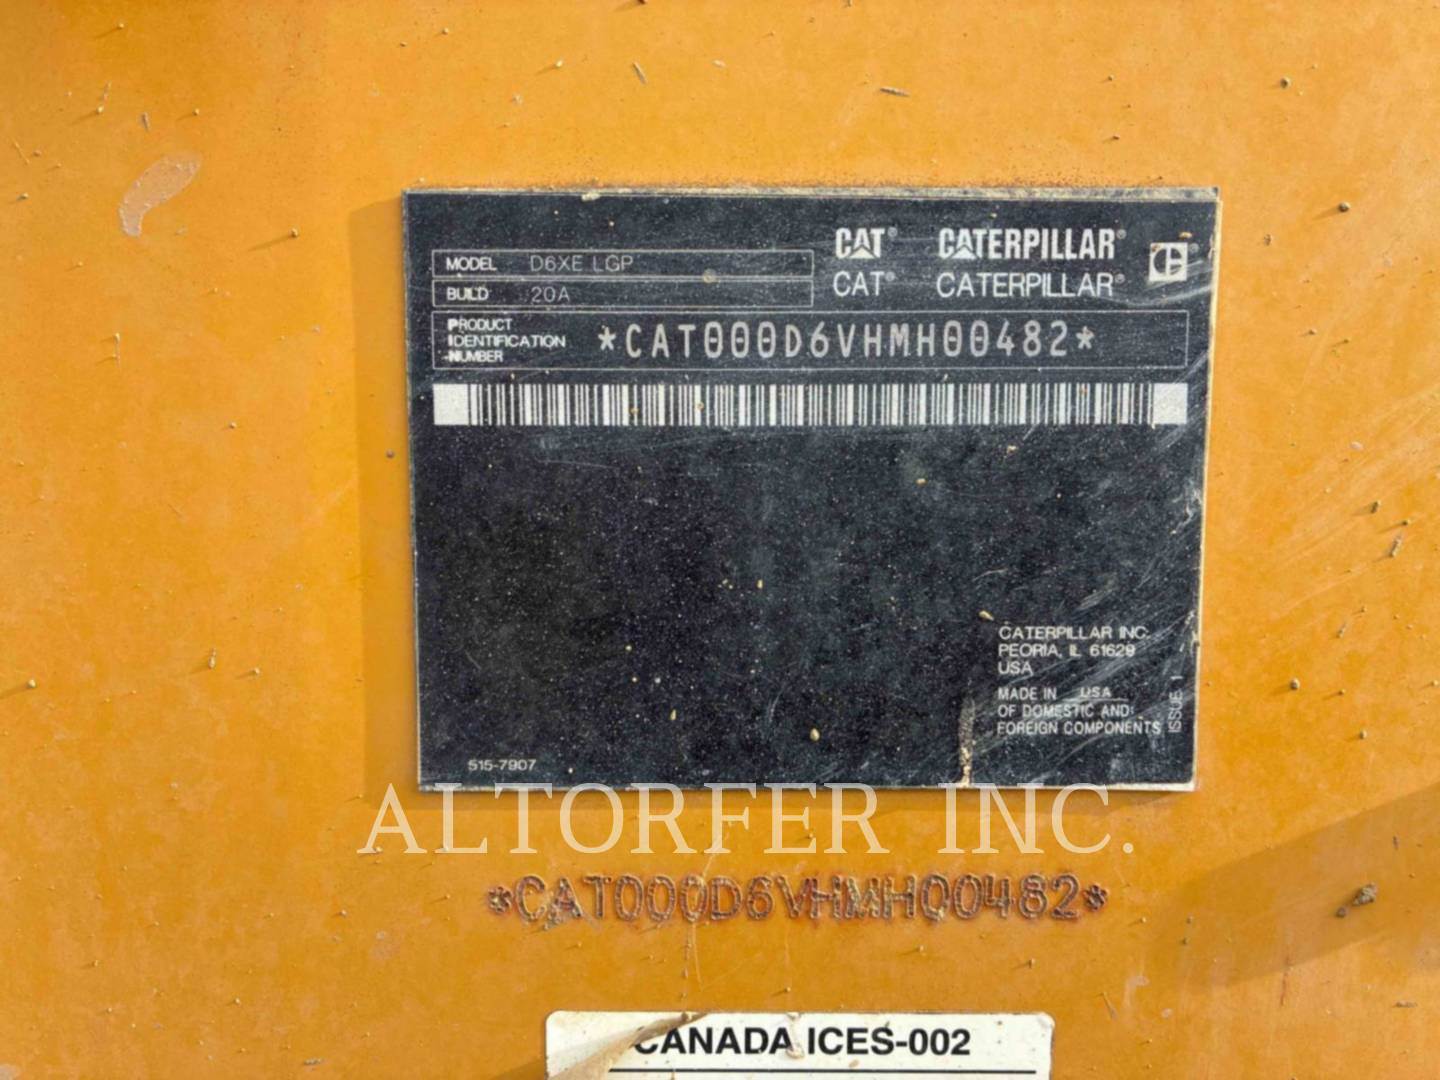 CAT® CATERPILLAR®
MODEL D6XE LGP
CAT® CATERPILLAR®
BUILD 20A
PRODUCT IDENTIFICATION NUMBER *CAT000D6VHMH00482*
CATERPILLAR INC.
PEORIA, IL 61629
USA
MADE IN USA
OF DOMESTIC AND
FOREIGN COMPONENTS
ISSUE 1
515-7907
ALTORFER INC.
*CAT000D6VHMH00482*
CANADA ICES-002